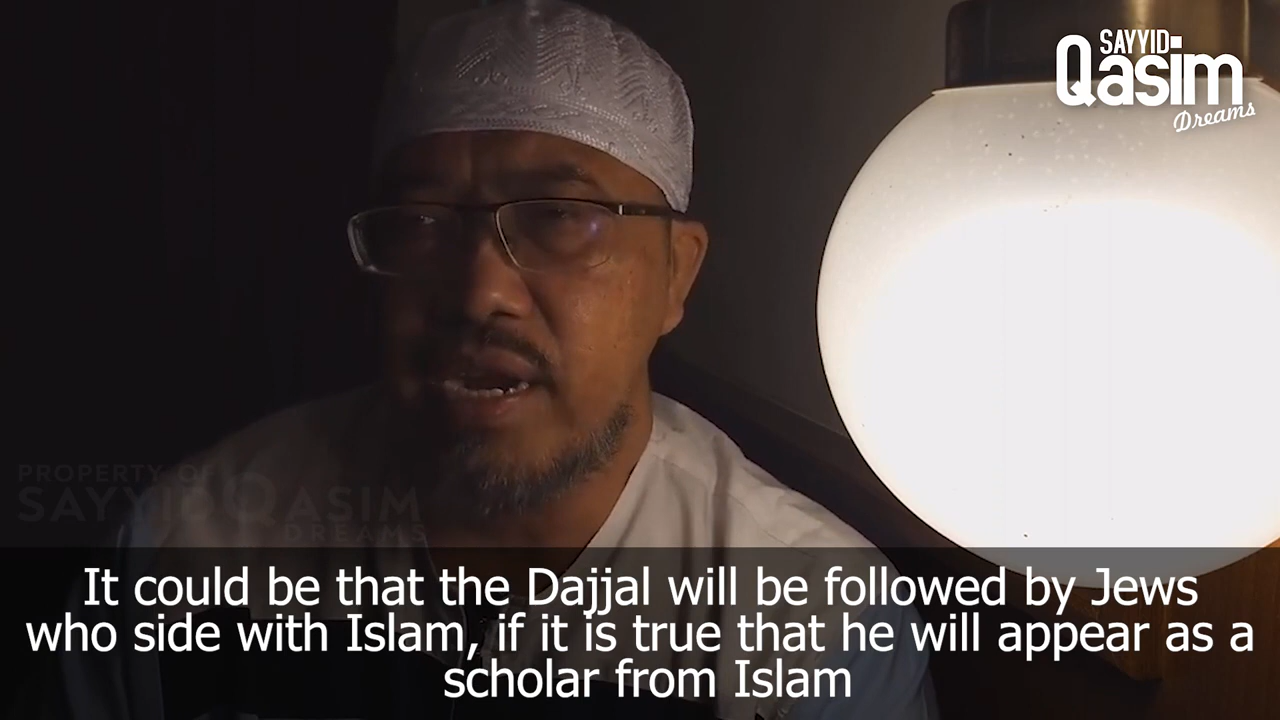 SAYYID
Qasim
Dreams
PROPERTY OF
SAYYID QASIM
DREAMS
It could be that the Dajjal will be followed by Jews
who side with Islam, if it is true that he will appear as a
scholar from Islam